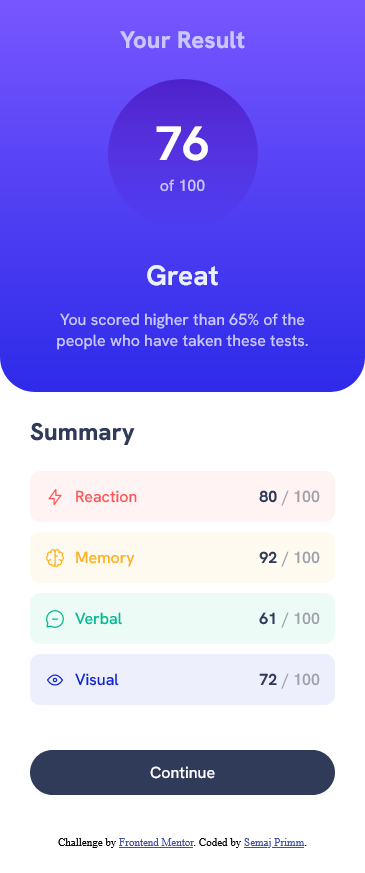 Your Result
76
of 100
Great
You scored higher than 65% of the
people who have taken these tests.
Summary
Reaction 80 / 100
Memory 92 / 100
Verbal 61 / 100
Visual 72 / 100
Continue
Challenge by Frontend Mentor. Coded by Semaj Primm.